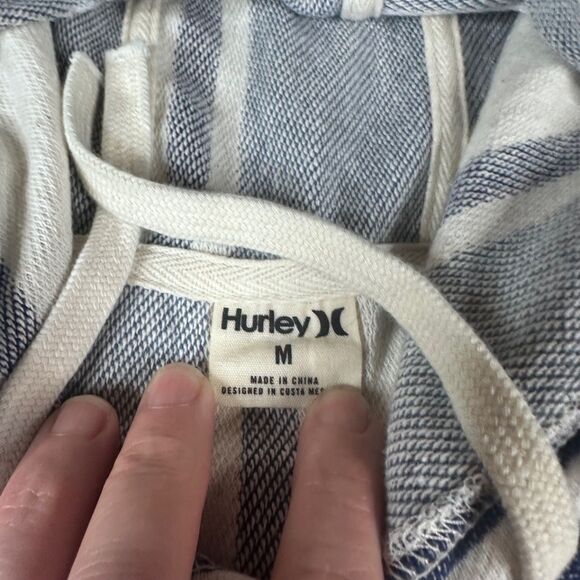 Hurley
M
MADE IN CHINA
DESIGNED IN COSTA